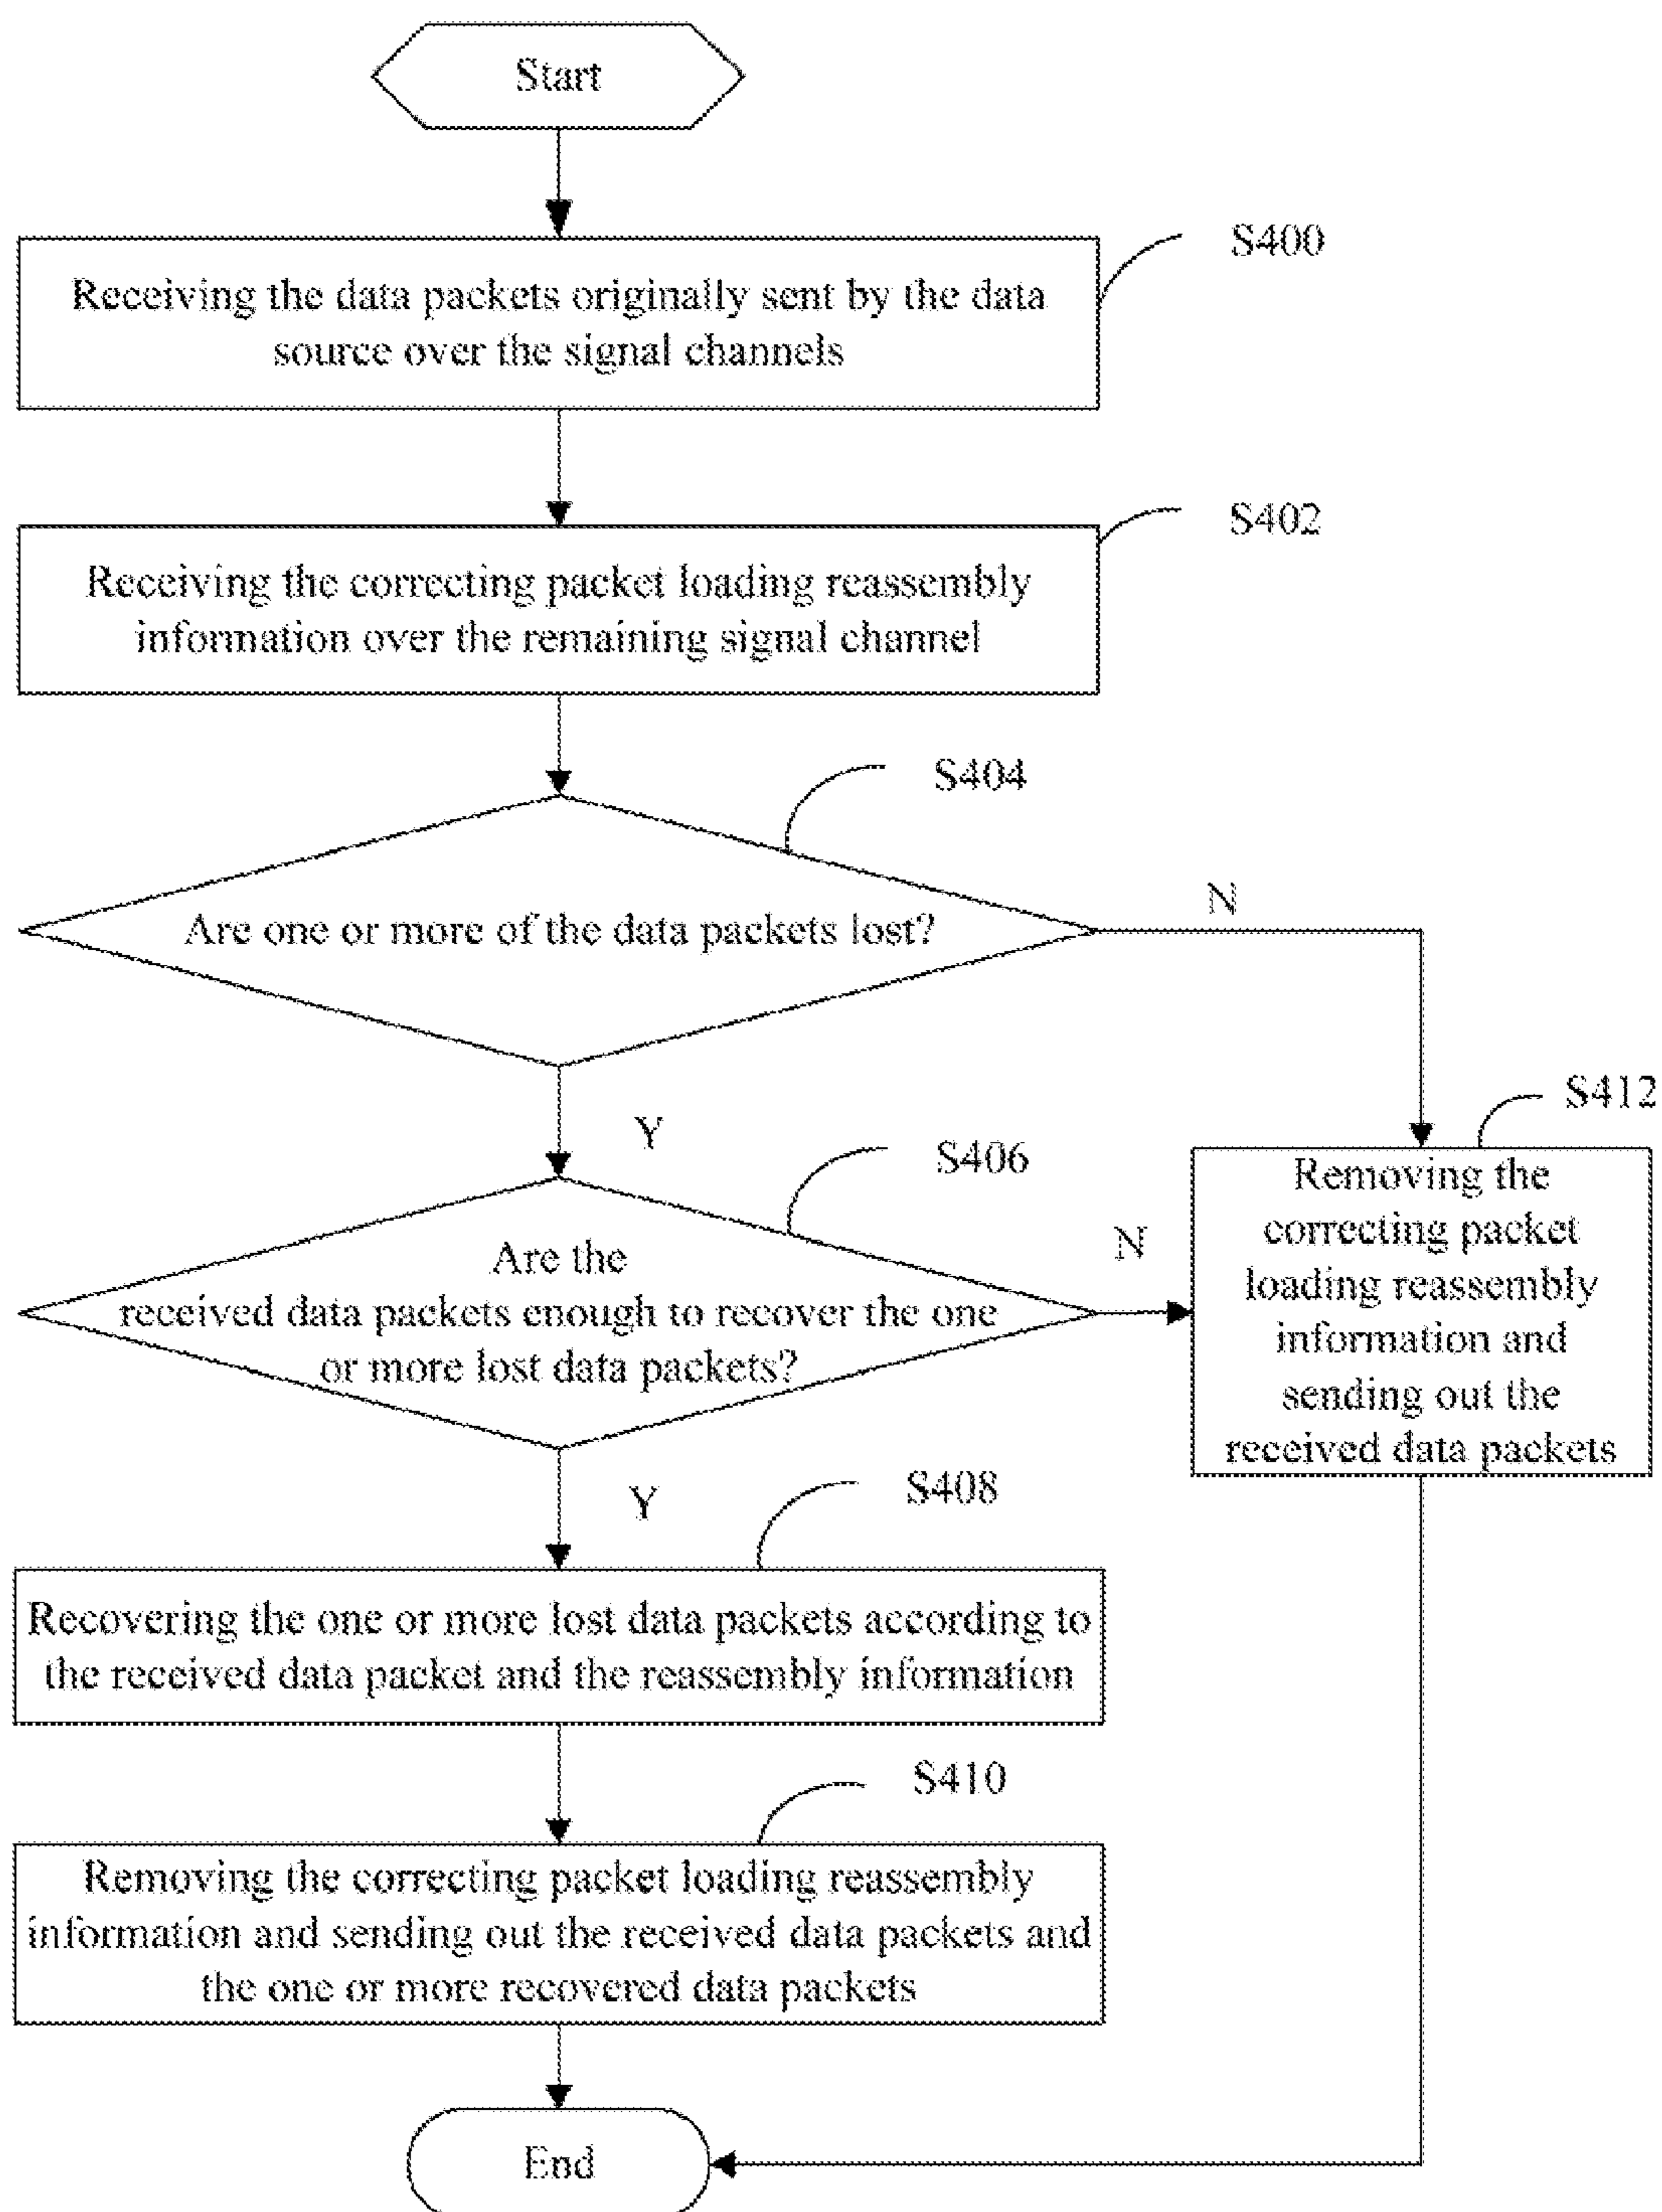 Start
S400
Receiving the data packets originally sent by the data
source over the signal channels
S402
Receiving the correcting packet loading reassembly
information over the remaining signal channel
S404
Are one or more of the data packets lost?
N
Y
S412
Removing the
correcting packet
loading reassembly
information and
sending out the
received data packets
S406
Are the
received data packets enough to recover the one
or more lost data packets?
N
Y
S408
Recovering the one or more lost data packets according to
the received data packet and the reassembly information
S410
Removing the correcting packet loading reassembly
information and sending out the received data packets and
the one or more recovered data packets
End